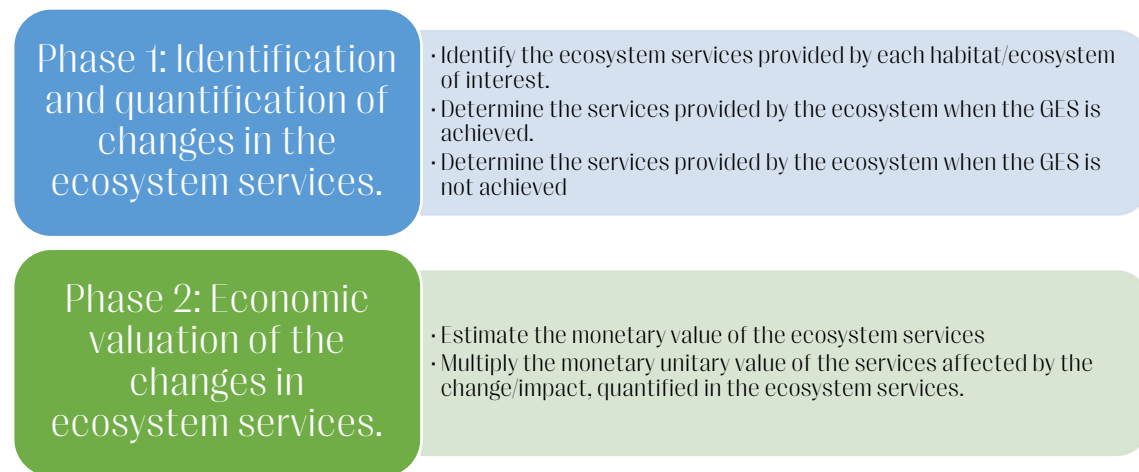 Phase 1: Identification
and quantification of
changes in the
ecosystem services.
· Identify the ecosystem services provided by each habitat/ecosystem
of interest.
· Determine the services provided by the ecosystem when the GES is
achieved.
· Determine the services provided by the ecosystem when the GES is
not achieved
Phase 2: Economic
valuation of the
changes in
ecosystem services.
· Estimate the monetary value of the ecosystem services
· Multiply the monetary unitary value of the services affected by the
change/impact, quantified in the ecosystem services.